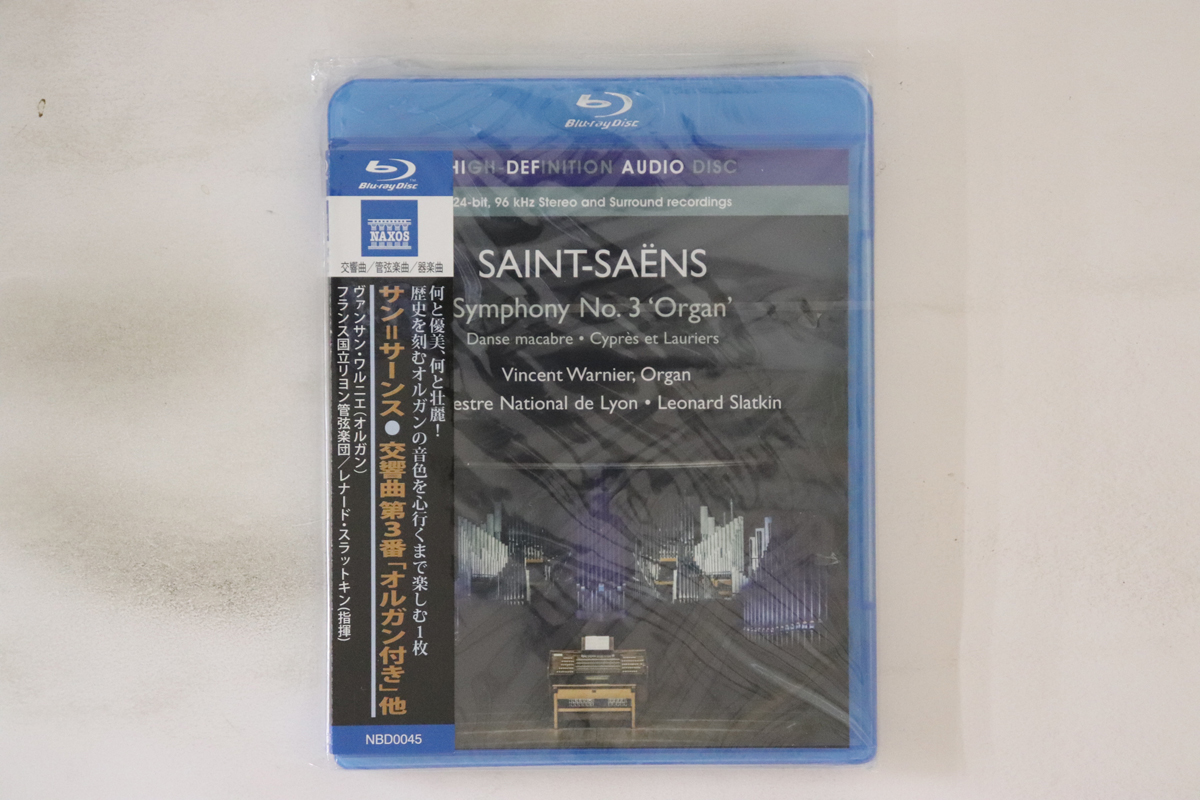 Blu-ray Disc
HIGH-DEFINITION AUDIO DISC
24-bit, 96 kHz Stereo and Surround recordings
SAINT-SAËNS
Symphony No. 3 ‘Organ’
Danse macabre • Cyprès et Lauriers
Vincent Warnier, Organ
estre National de Lyon • Leonard Slatkin
Blu-ray Disc™
NAXOS
交響曲／管弦楽曲／器楽曲
何と優美、何と壮麗！
歴史を刻むオルガンの音色を心行くまで楽しむ1枚
サン＝サーンス●交響曲 第3番「オルガン付き」他
ヴァンサン・ワルニエ（オルガン）
フランス国立リヨン管弦楽団／レナード・スラットキン（指揮）
NBD0045